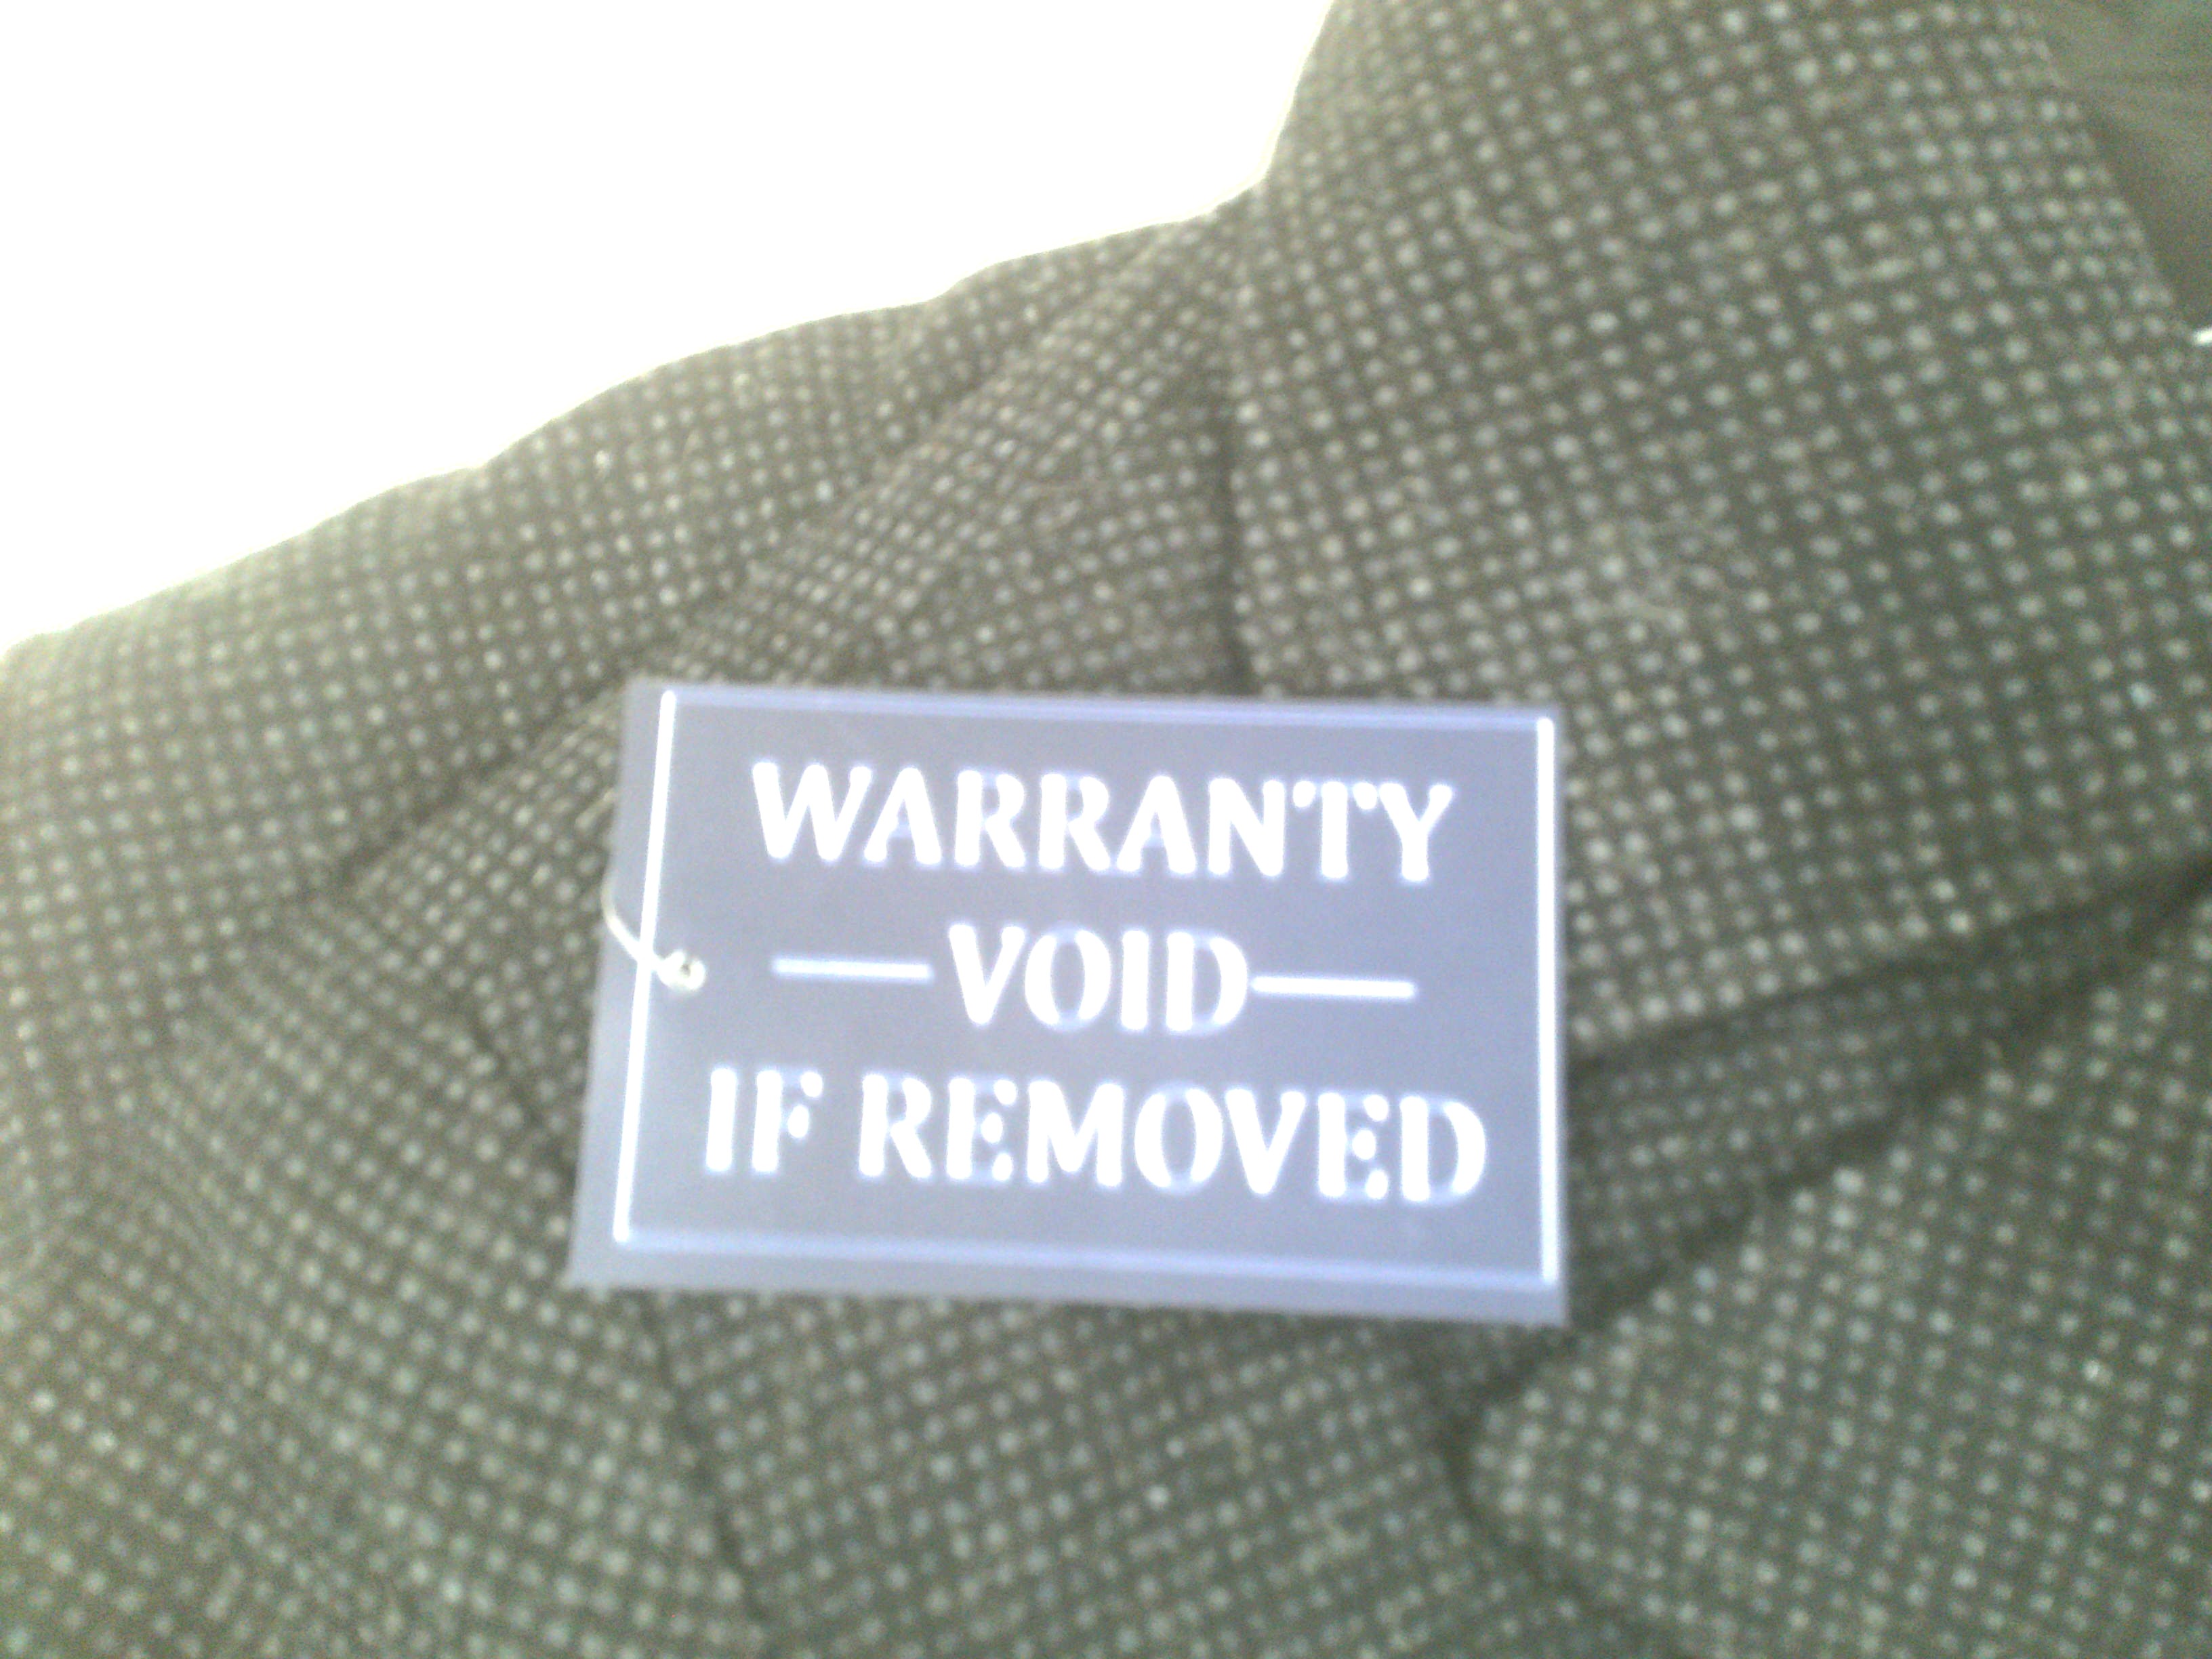 WARRANTY
—VOID—
IF REMOVED